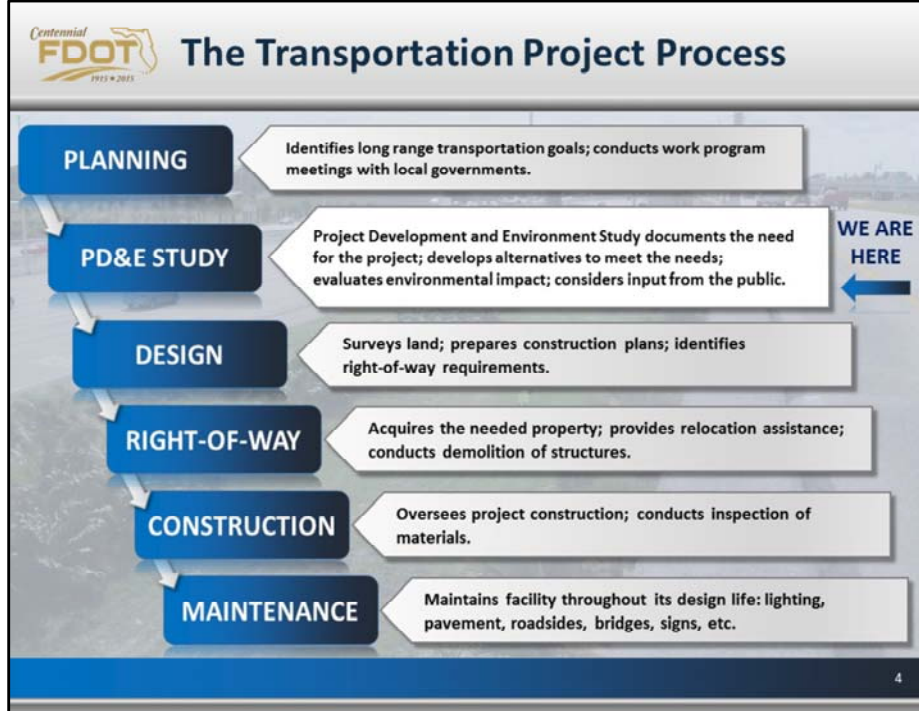 Centennial
FDOT
1915 * 2015
The Transportation Project Process
PLANNING
Identifies long range transportation goals; conducts work program
meetings with local governments.
PD&E STUDY
Project Development and Environment Study documents the need
for the project; develops alternatives to meet the needs;
evaluates environmental impact; considers input from the public.
WE ARE
HERE
DESIGN
Surveys land; prepares construction plans; identifies
right-of-way requirements.
RIGHT-OF-WAY
Acquires the needed property; provides relocation assistance;
conducts demolition of structures.
CONSTRUCTION
Oversees project construction; conducts inspection of
materials.
MAINTENANCE
Maintains facility throughout its design life: lighting,
pavement, roadsides, bridges, signs, etc.
4